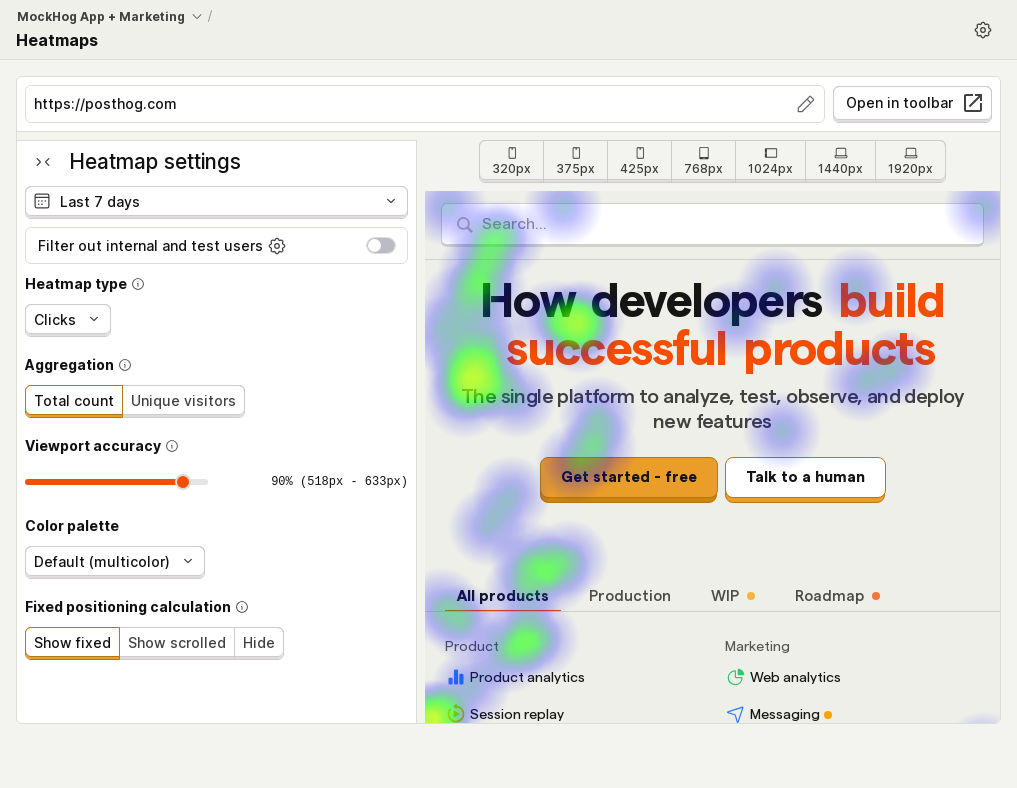 MockHog App + Marketing /
Heatmaps
https://posthog.com
Open in toolbar
Heatmap settings
Last 7 days
Filter out internal and test users
Heatmap type
Clicks
Aggregation
Total count
Unique visitors
Viewport accuracy
90% (518px - 633px)
Color palette
Default (multicolor)
Fixed positioning calculation
Show fixed
Show scrolled
Hide
320px
375px
425px
768px
1024px
1440px
1920px
Search...
How developers build
successful products
The single platform to analyze, test, observe, and deploy
new features
Get started - free
Talk to a human
All products
Production
WIP
Roadmap
Product
Marketing
Product analytics
Web analytics
Session replay
Messaging